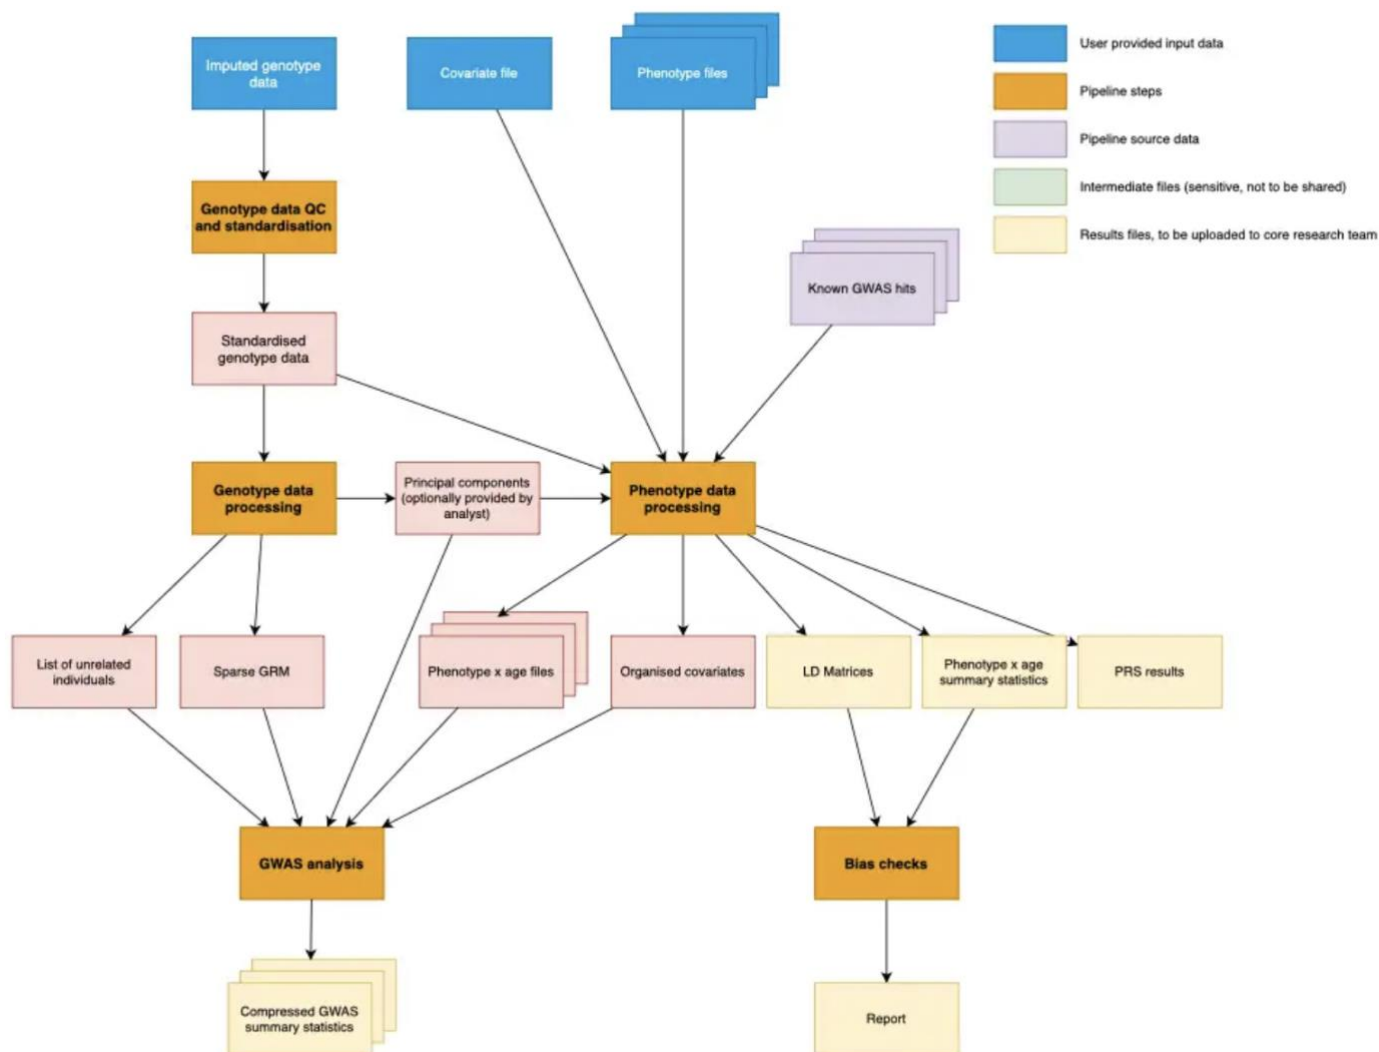 Imputed genotype
data
Covariate file
Phenotype files
User provided input data
Pipeline steps
Pipeline source data
Intermediate files (sensitive, not to be shared)
Results files, to be uploaded to core research team
Genotype data QC
and standardisation
Known GWAS hits
Standardised
genotype data
Genotype data
processing
Principal components
(optionally provided by
analyst)
Phenotype data
processing
List of unrelated
individuals
Sparse GRM
Phenotype x age files
Organised covariates
LD Matrices
Phenotype x age
summary statistics
PRS results
GWAS analysis
Bias checks
Compressed GWAS
summary statistics
Report